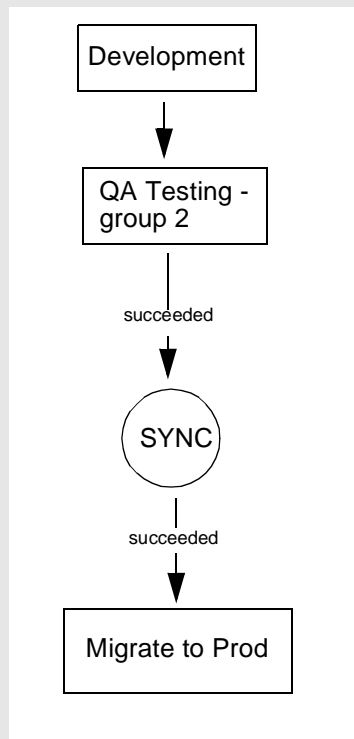 Development
QA Testing -
group 2
succeeded
SYNC
succeeded
Migrate to Prod